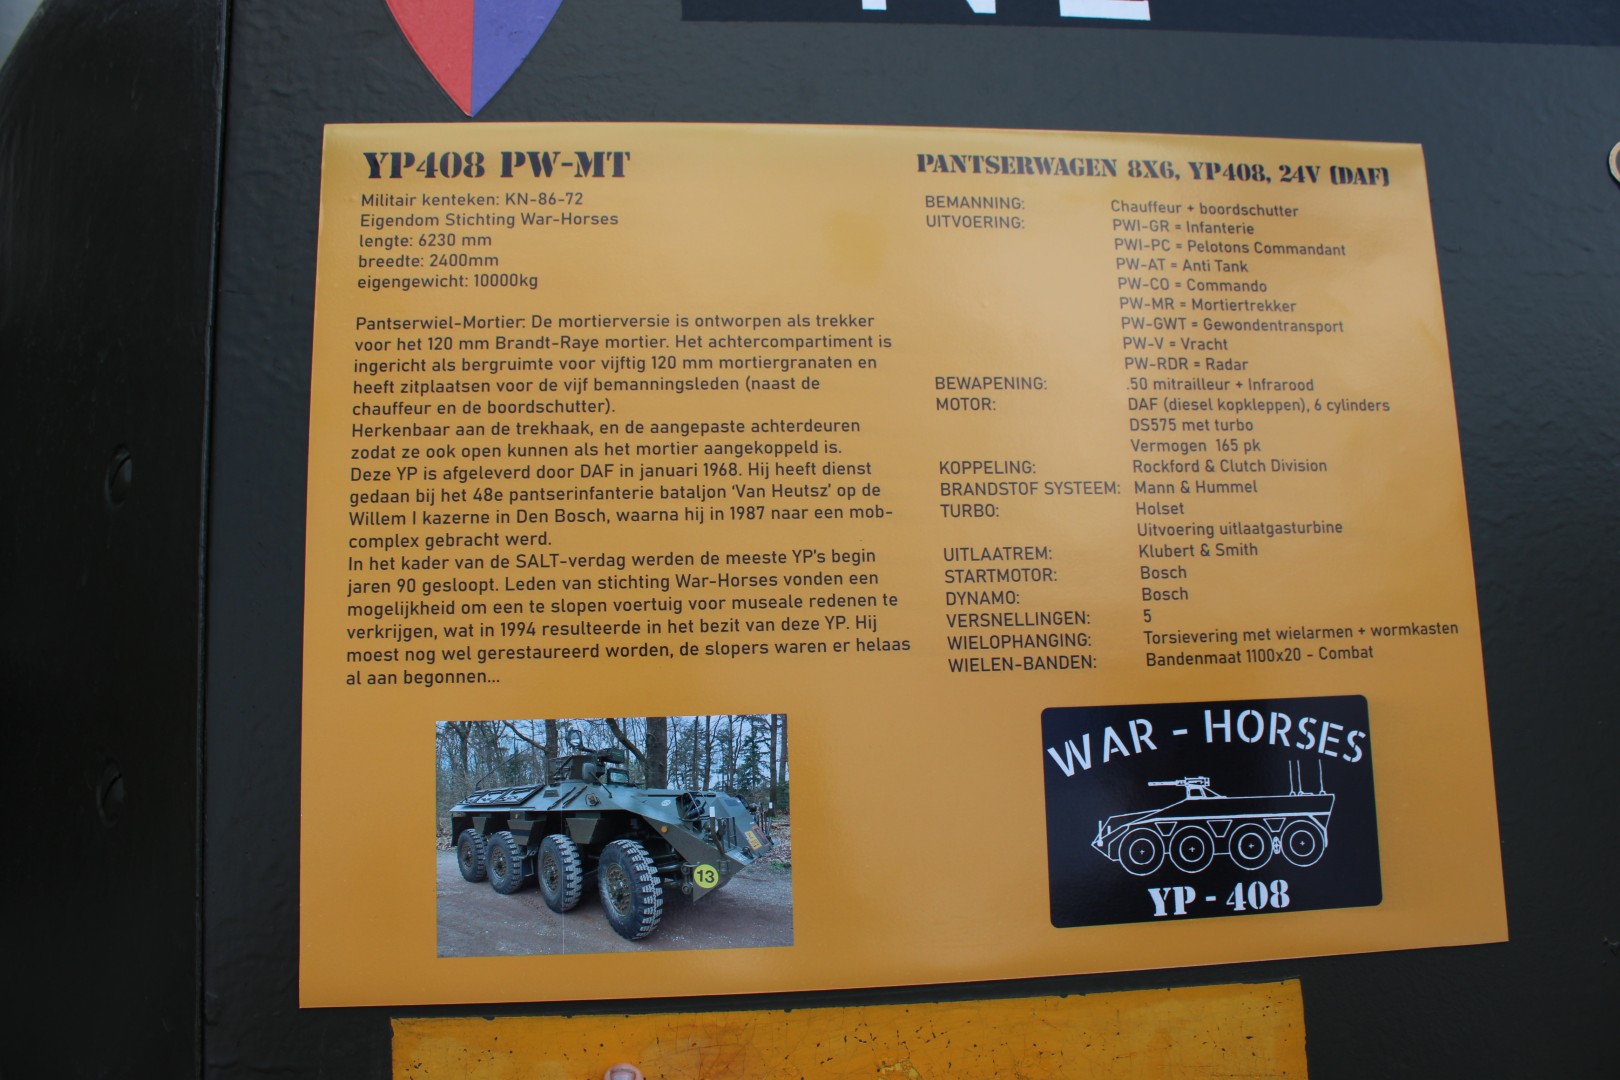 YP408 PW-MT
Militair kenteken: KN-86-72
Eigendom Stichting War-Horses
lengte: 6230 mm
breedte: 2400mm
eigengewicht: 10000kg
Pantserwiel-Mortier: De mortierversie is ontworpen als trekker
voor het 120 mm Brandt-Raye mortier. Het achtercompartiment is
ingericht als bergruimte voor vijftig 120 mm mortiergranaten en
heeft zitplaatsen voor de vijf bemanningsleden (naast de
chauffeur en de boordschutter).
Herkenbaar aan de trekhaak, en de aangepaste achterdeuren
zodat ze ook open kunnen als het mortier aangekoppeld is.
Deze YP is afgeleverd door DAF in januari 1968. Hij heeft dienst
gedaan bij het 48e pantserinfanterie bataljon ‘Van Heutsz’ op de
Willem I kazerne in Den Bosch, waarna hij in 1987 naar een mob-
complex gebracht werd.
In het kader van de SALT-verdag werden de meeste YP's begin
jaren 90 gesloopt. Leden van stichting War-Horses vonden een
mogelijkheid om een te slopen voertuig voor museale redenen te
verkrijgen, wat in 1994 resulteerde in het bezit van deze YP. Hij
moest nog wel gerestaureerd worden, de slopers waren er helaas
al aan begonnen...
13
PANTSERWAGEN 8X6, YP408, 24V (DAF)
BEMANNING: Chauffeur + boordschutter
UITVOERING: PWI-GR = Infanterie
PWI-PC = Pelotons Commandant
PW-AT = Anti Tank
PW-CO = Commando
PW-MR = Mortiertrekker
PW-GWT = Gewondentransport
PW-V = Vracht
PW-RDR = Radar
BEWAPENING: .50 mitrailleur + Infrarood
MOTOR: DAF (diesel kopkleppen), 6 cylinders
DS575 met turbo
Vermogen 165 pk
KOPPELING: Rockford & Clutch Division
BRANDSTOF SYSTEEM: Mann & Hummel
TURBO: Holset
Uitvoering uitlaatgasturbine
UITLAATREM: Klubert & Smith
STARTMOTOR: Bosch
DYNAMO: Bosch
VERSNELLINGEN: 5
WIELOPHANGING: Torsievering met wielarmen + wormkasten
WIELEN-BANDEN: Bandenmaat 1100x20 - Combat
WAR - HORSES
YP - 408